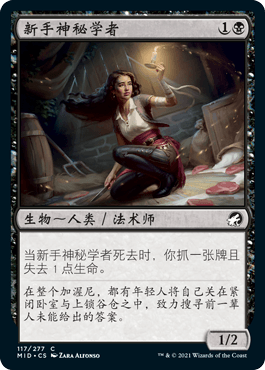 新手神秘学者 1
生物～人类／法术师
当新手神秘学者死去时，你抓一张牌且
失去1点生命。
在整个加渥尼，都有年轻人将自己关在紧
闭卧室与上锁谷仓之中，致力搜寻前一辈
人未能给出的答案。
1/2
117/277 C
MID • CS ZARA ALFONSO
™ & © 2021 Wizards of the Coast